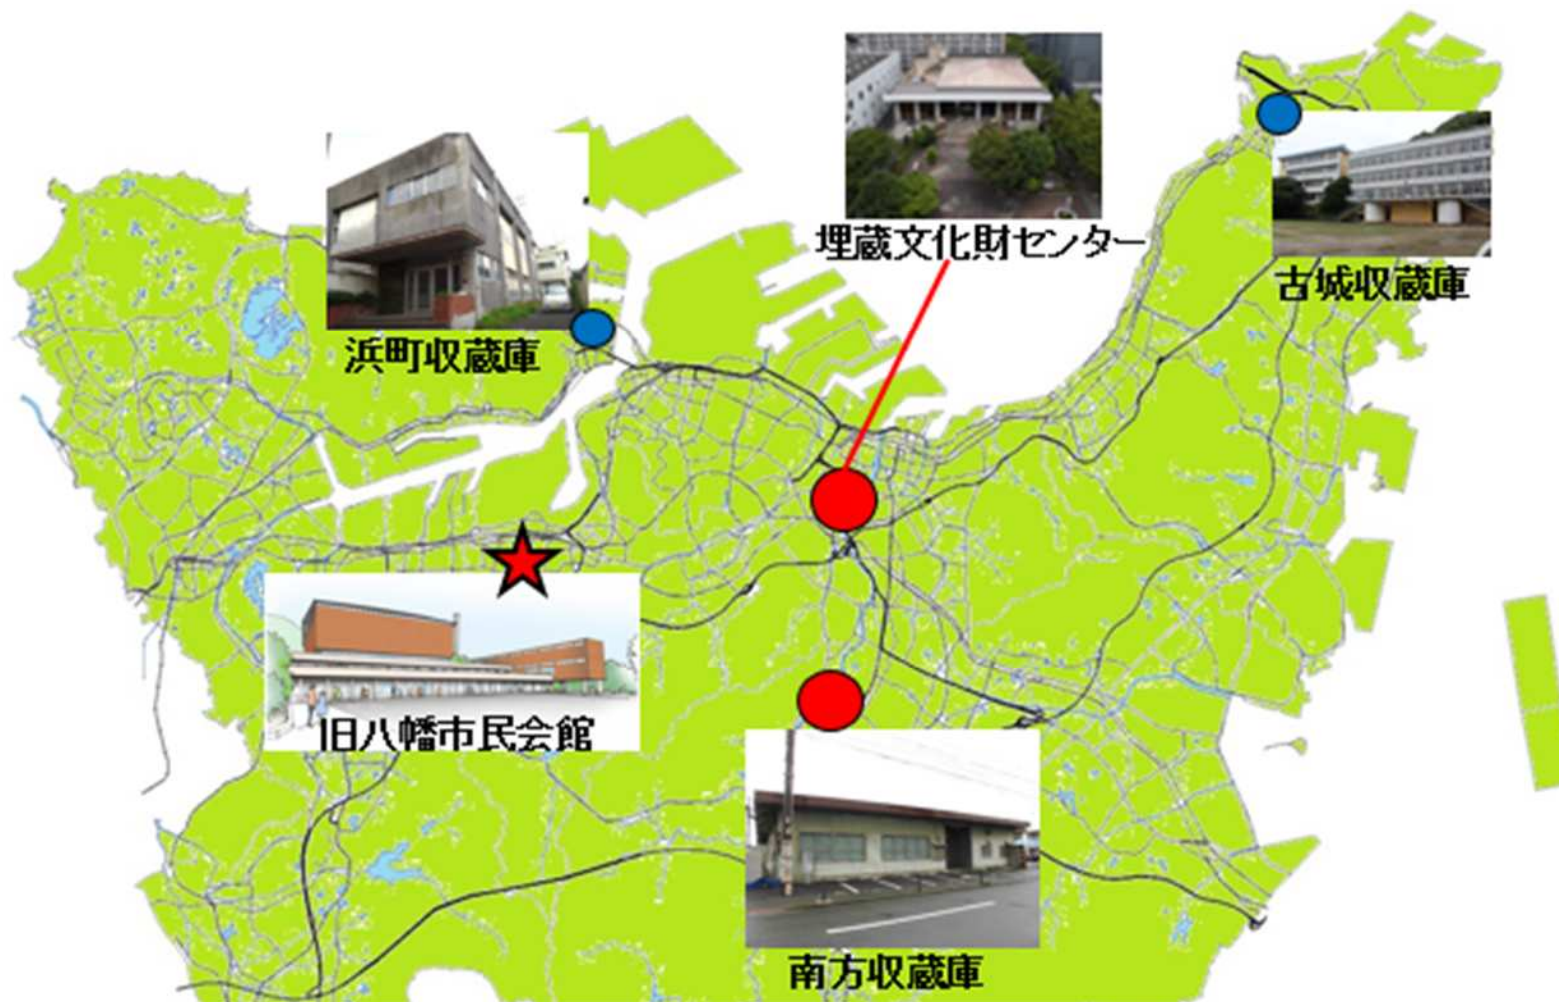 埋蔵文化財センター
古城収蔵庫
浜町収蔵庫
旧八幡市民会館
南方収蔵庫